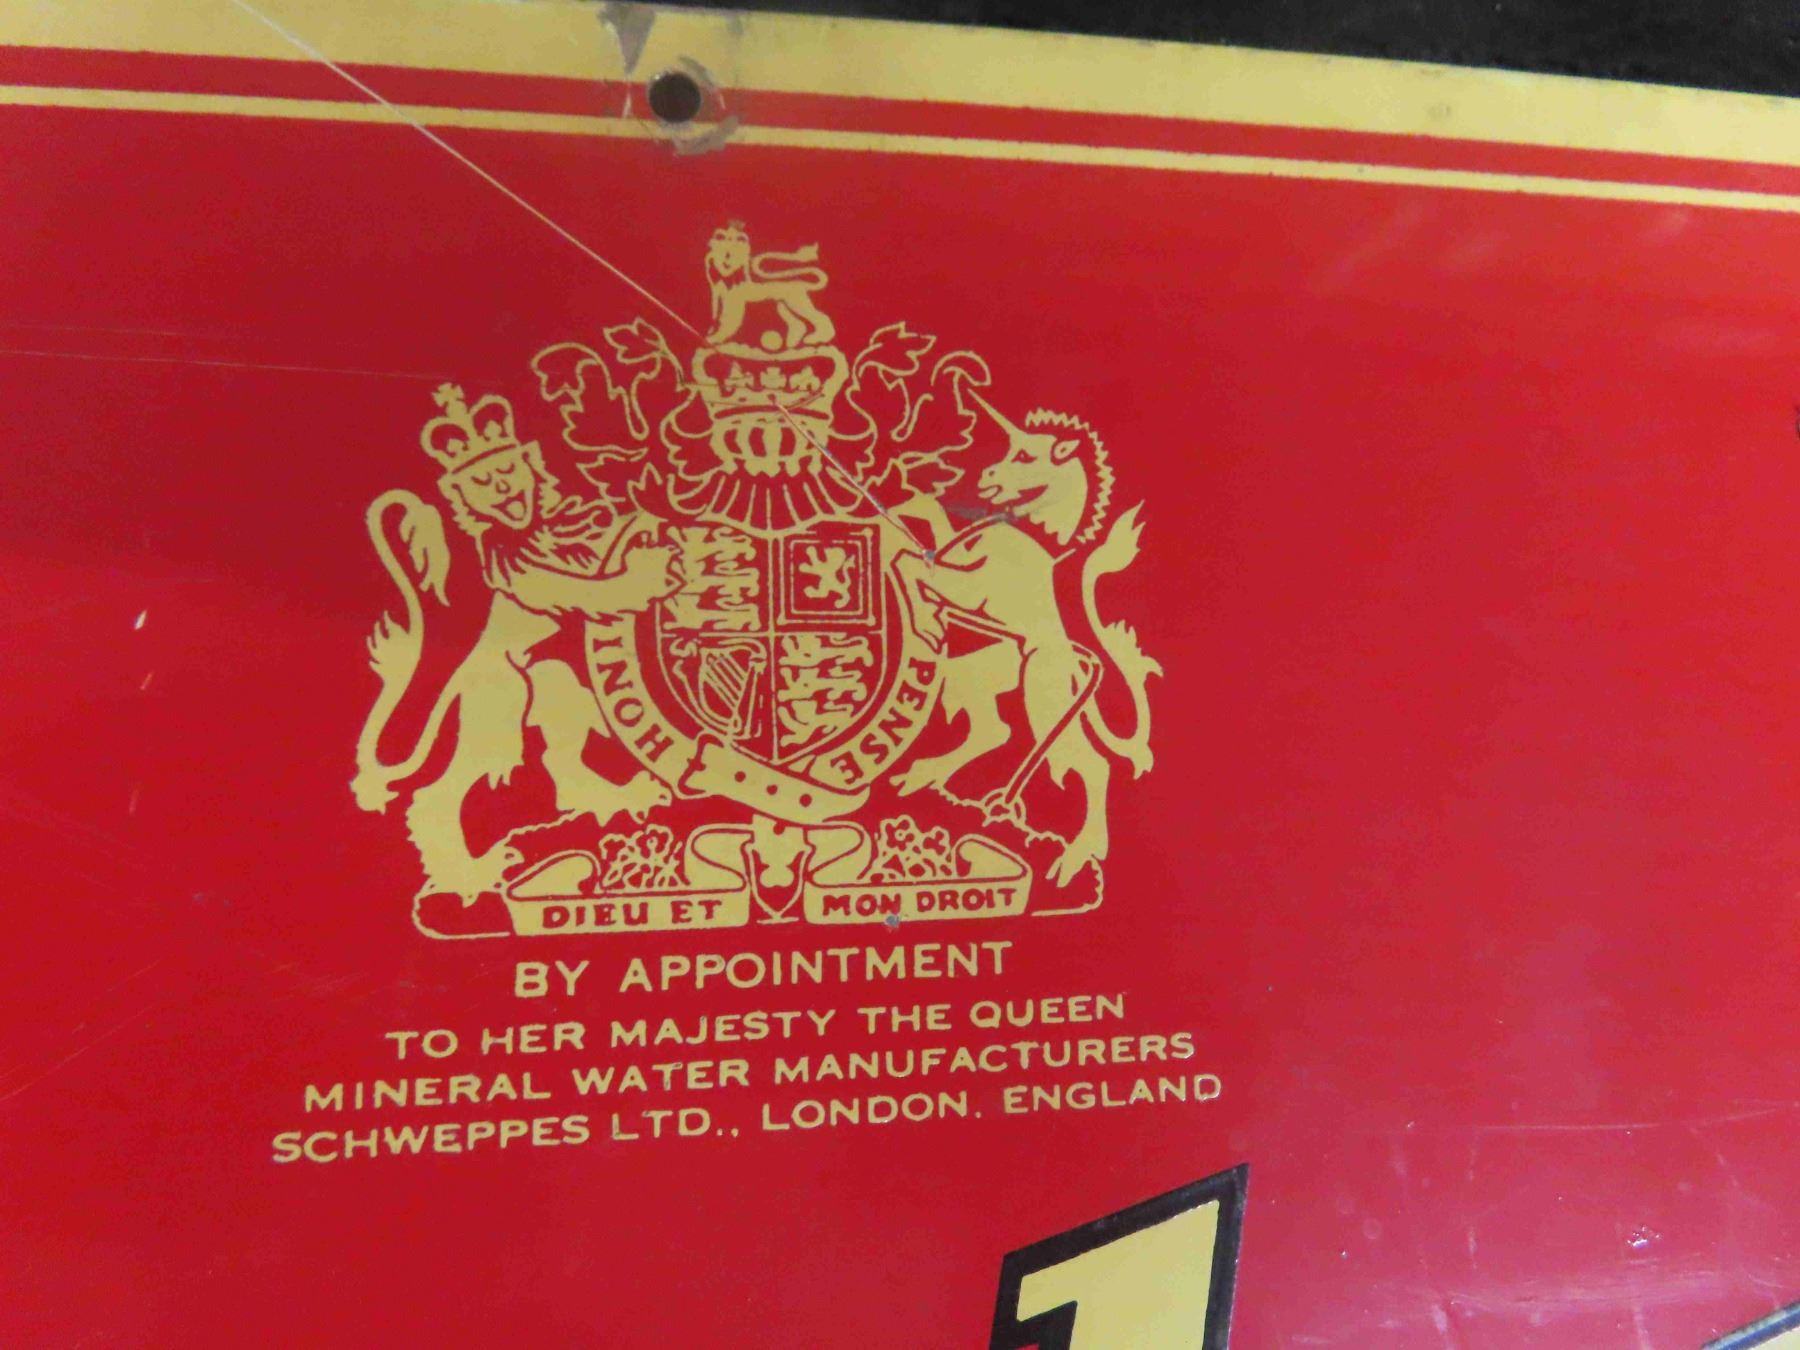 HONI PENSE
DIEU ET MON DROIT
BY APPOINTMENT
TO HER MAJESTY THE QUEEN
MINERAL WATER MANUFACTURERS
SCHWEPPES LTD., LONDON. ENGLAND